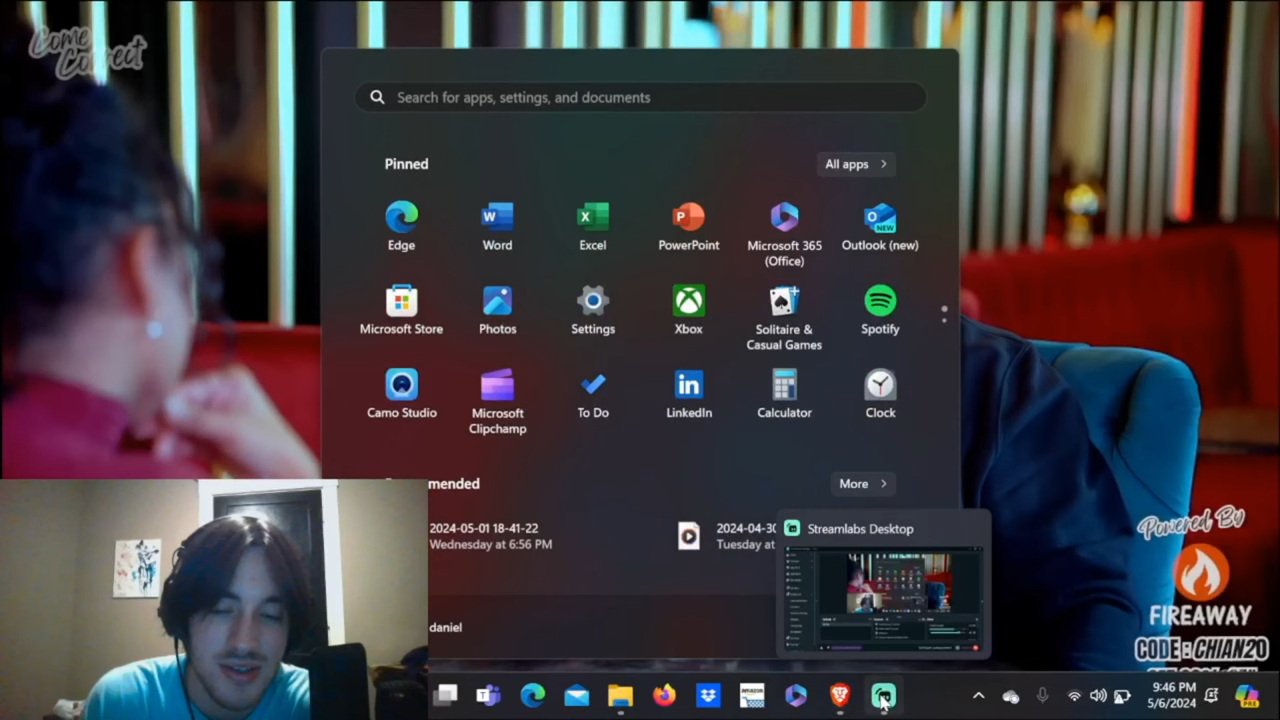 Come
Correct
Search for apps, settings, and documents
Pinned
All apps
Edge
Word
Excel
PowerPoint
Microsoft 365
(Office)
Outlook (new)
NEW
Microsoft Store
Photos
Settings
Xbox
Solitaire &
Casual Games
Spotify
Camo Studio
Microsoft
Clipchamp
To Do
LinkedIn
Calculator
Clock
mended
More
2024-05-01 18-41-22
Wednesday at 6:56 PM
2024-04-30
Tuesday at
Streamlabs Desktop
daniel
Powered By
FIREAWAY
CODE: CHIAN20
amazon
9:46 PM
5/6/2024
PRE